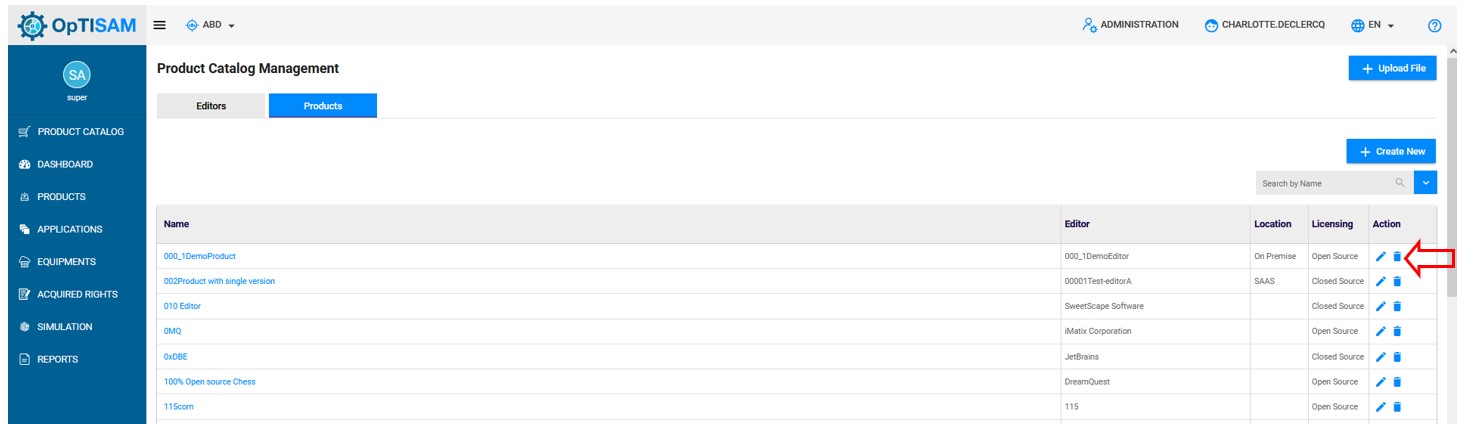 OpTISAM
ABD
ADMINISTRATION
CHARLOTTE.DECLERCQ
EN
SA
super
PRODUCT CATALOG
DASHBOARD
PRODUCTS
APPLICATIONS
EQUIPMENTS
ACQUIRED RIGHTS
SIMULATION
REPORTS
Product Catalog Management
+ Upload File
Editors Products
+ Create New
Search by Name
Name Editor Location Licensing Action
000_1DemoProduct 000_1DemoEditor On Premise Open Source
002Product with single version 00001Test-editorA SAAS Closed Source
010 Editor SweetScape Software Closed Source
0MQ iMatix Corporation Open Source
0xDBE JetBrains Closed Source
100% Open source Chess DreamQuest Open Source
115com 115 Open Source